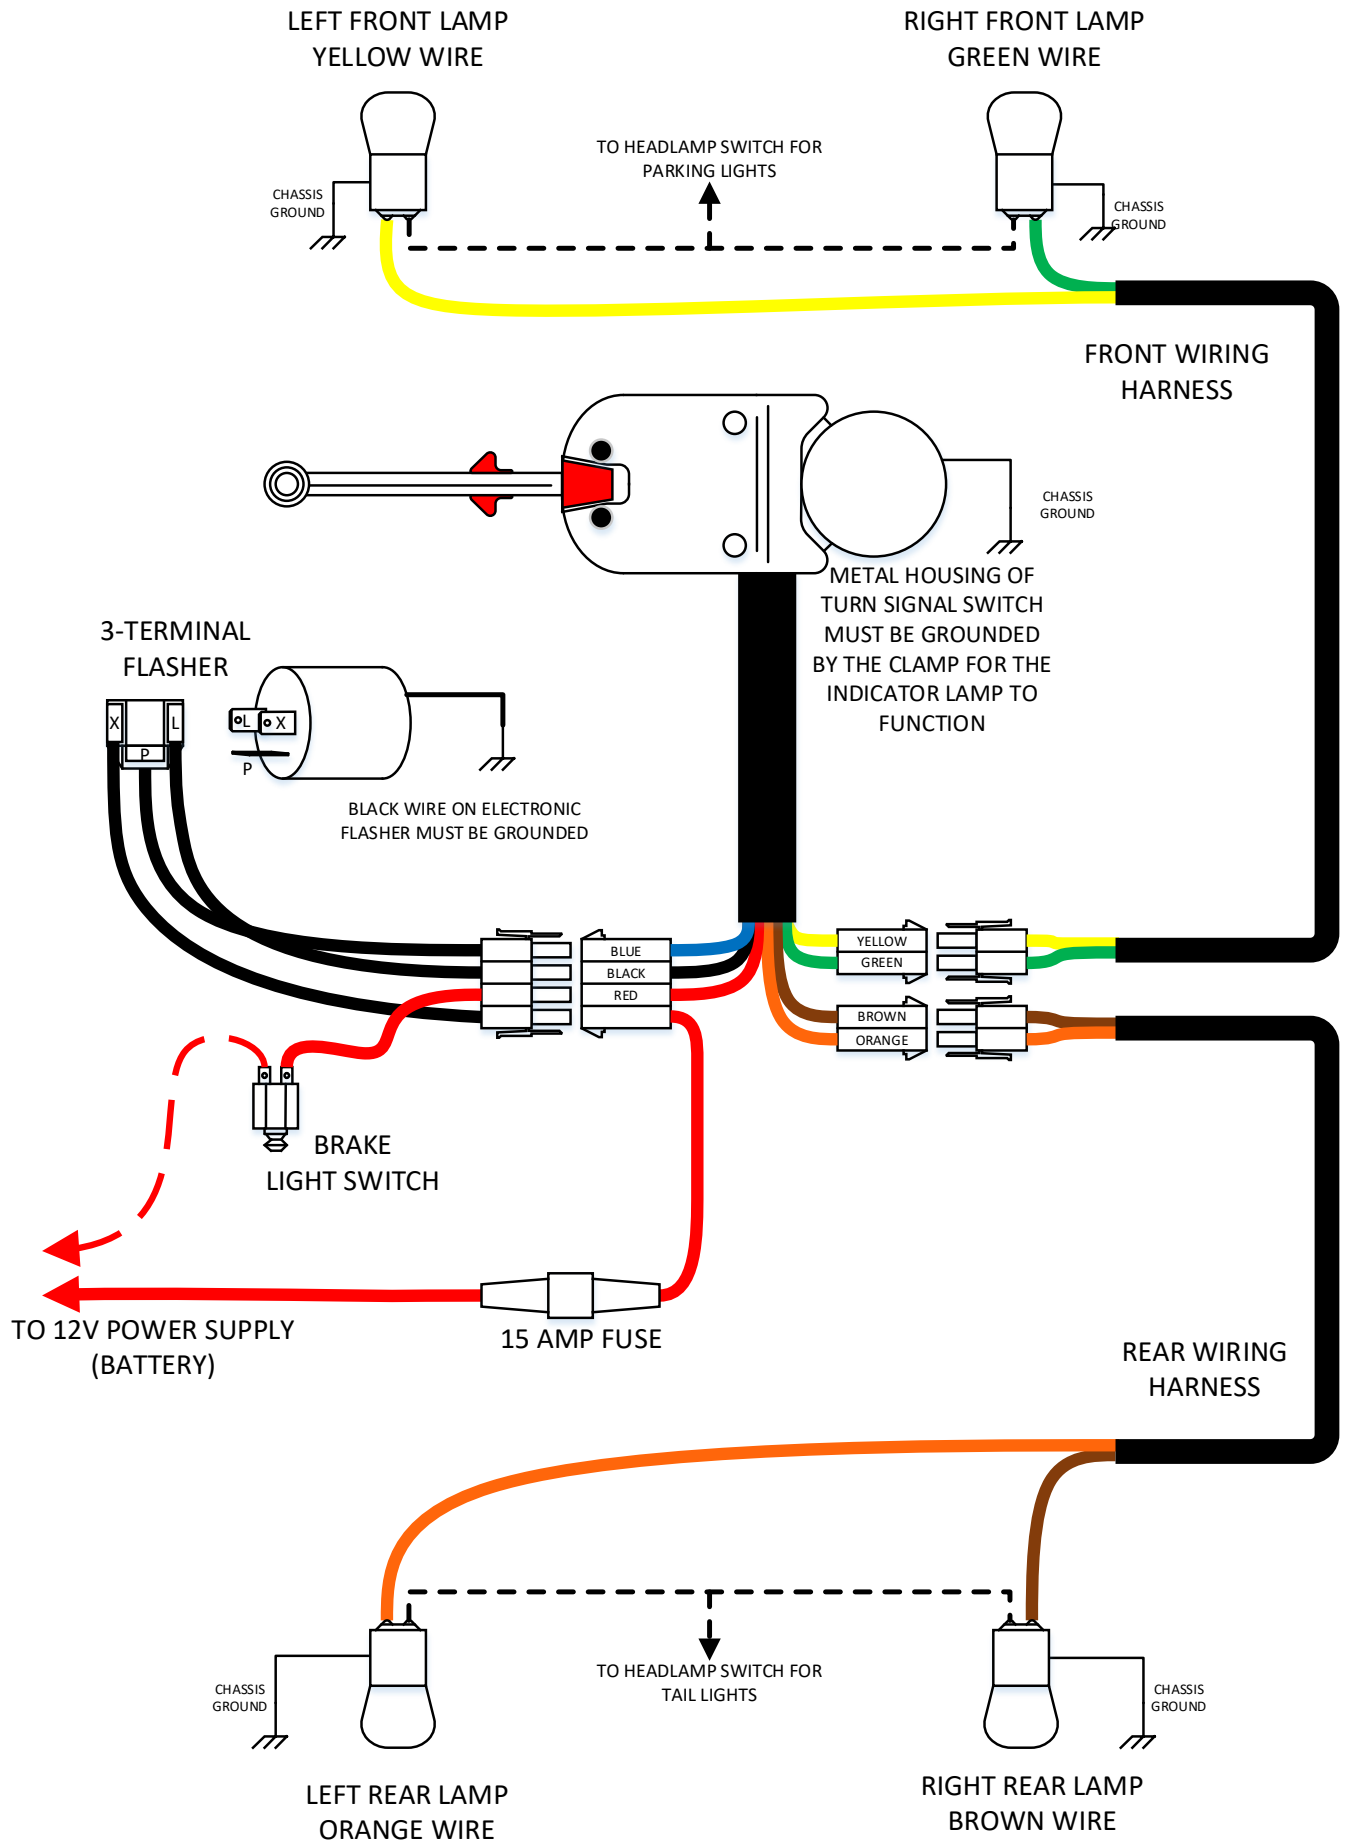 LEFT FRONT LAMP
YELLOW WIRE
RIGHT FRONT LAMP
GREEN WIRE
TO HEADLAMP SWITCH FOR
PARKING LIGHTS
CHASSIS
GROUND
CHASSIS
GROUND
FRONT WIRING
HARNESS
CHASSIS
GROUND
METAL HOUSING OF
TURN SIGNAL SWITCH
MUST BE GROUNDED
BY THE CLAMP FOR THE
INDICATOR LAMP TO
FUNCTION
3-TERMINAL
FLASHER
X
L
P
L
X
P
BLACK WIRE ON ELECTRONIC
FLASHER MUST BE GROUNDED
BLUE
BLACK
RED
YELLOW
GREEN
BROWN
ORANGE
BRAKE
LIGHT SWITCH
TO 12V POWER SUPPLY
(BATTERY)
15 AMP FUSE
REAR WIRING
HARNESS
TO HEADLAMP SWITCH FOR
TAIL LIGHTS
CHASSIS
GROUND
CHASSIS
GROUND
LEFT REAR LAMP
ORANGE WIRE
RIGHT REAR LAMP
BROWN WIRE